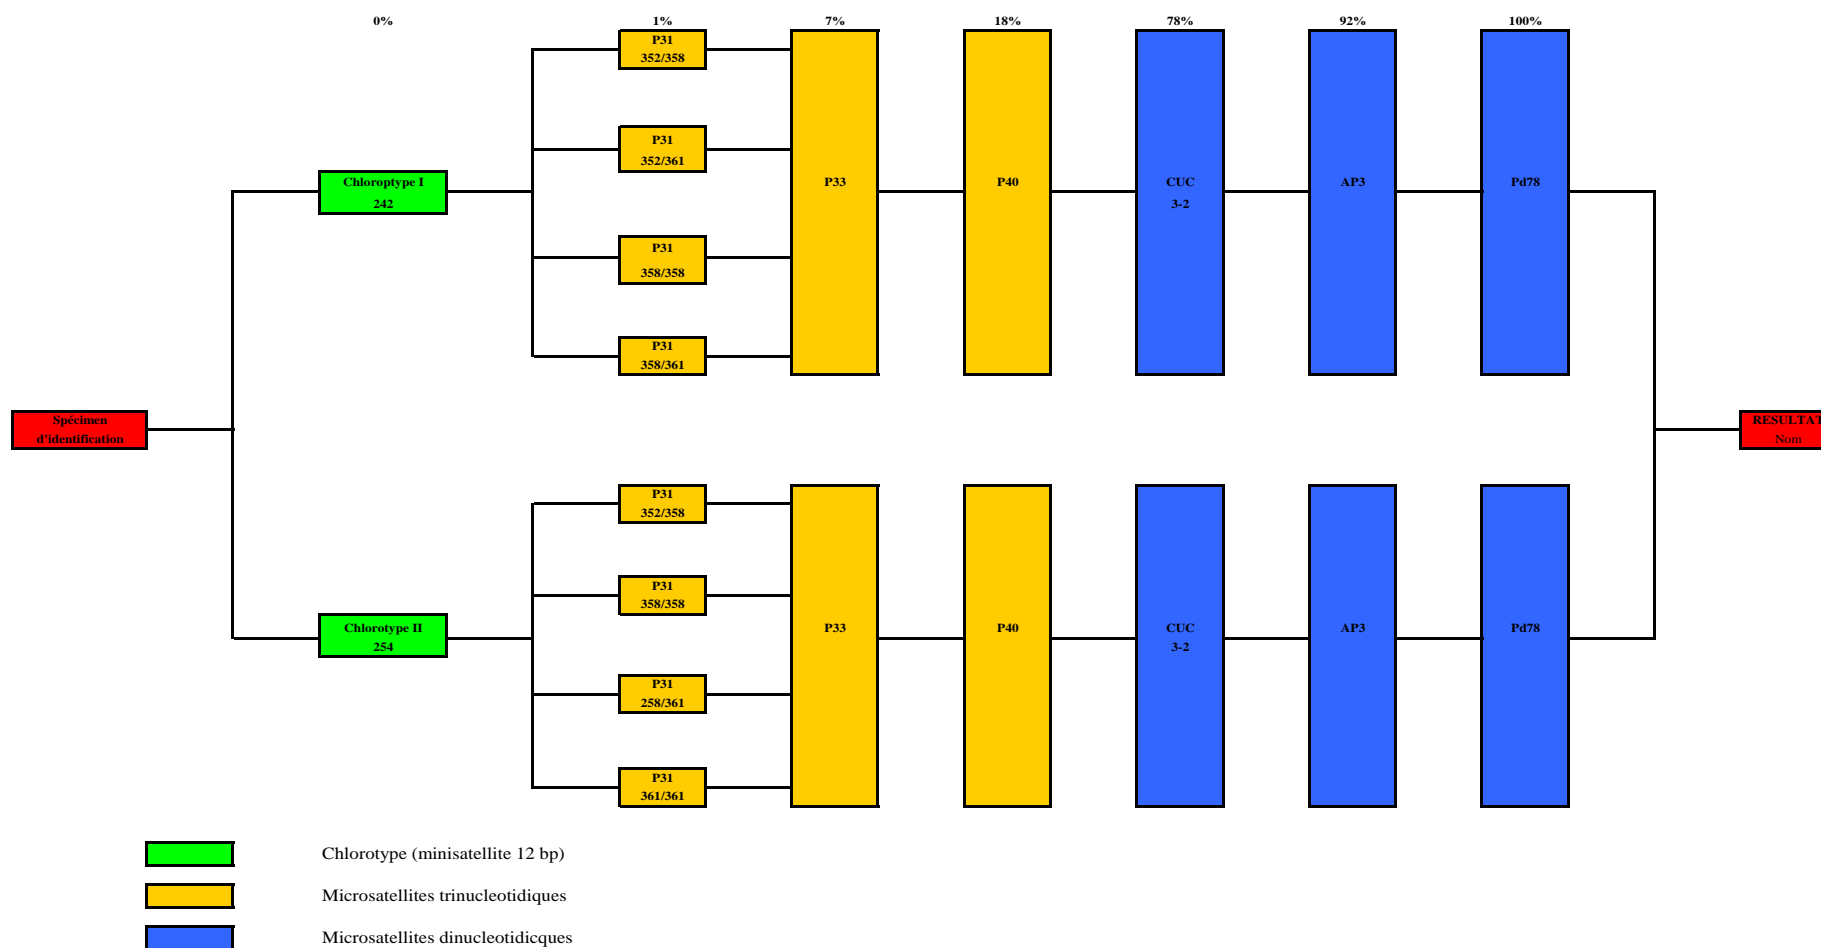 0% 1% 7% 18% 78% 92% 100%
P31
352/358
P31
352/361
Chloroptype I
242
P33
P40
CUC
3-2
AP3
Pd78
P31
358/358
P31
358/361
Spécimen
d'identification
RESULTAT
Nom
P31
352/358
P31
358/358
Chlorotype II
254
P33
P40
CUC
3-2
AP3
Pd78
P31
258/361
P31
361/361
Chlorotype (minisatellite 12 bp)
Microsatellites trinucleotidiques
Microsatellites dinucleotidicques